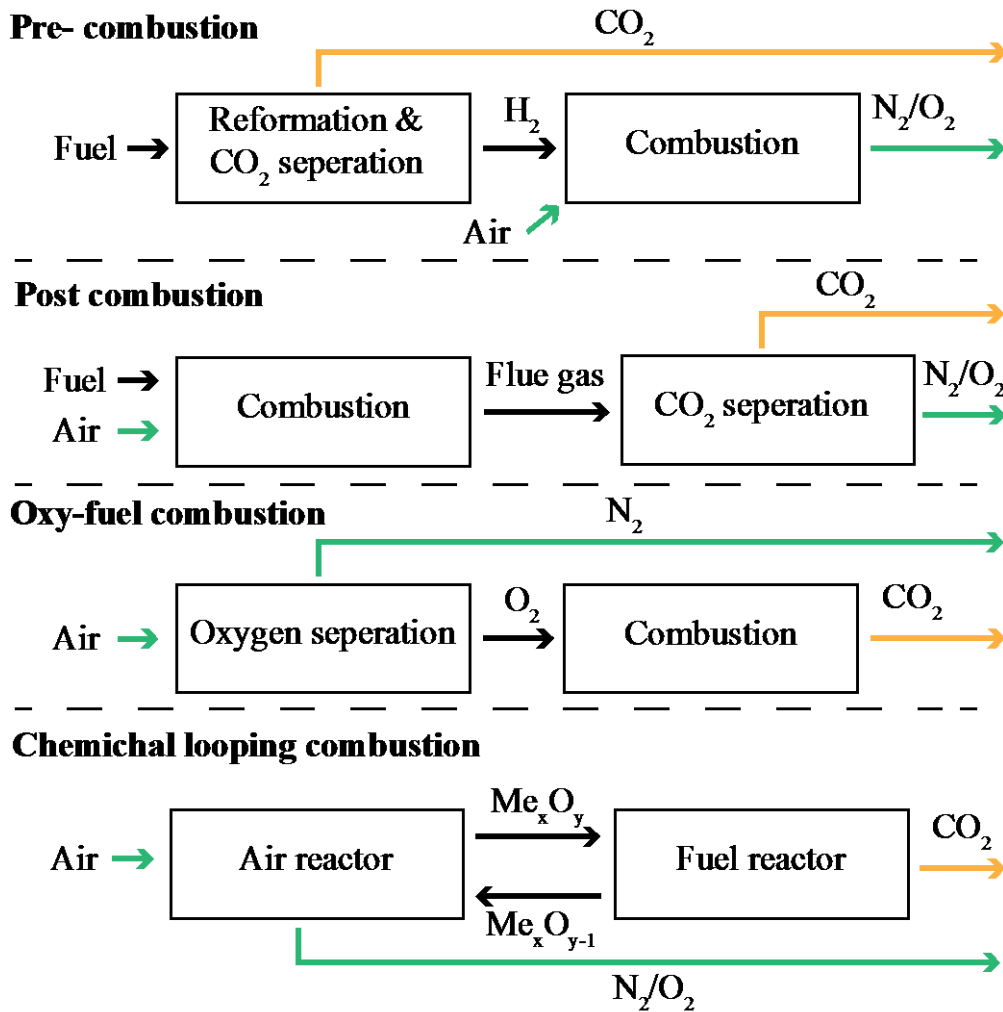 Pre- combustion
CO₂
Fuel
Reformation &
CO₂ seperation
H₂
Combustion
N₂/O₂
Air
Post combustion
CO₂
Fuel
Air
Combustion
Flue gas
CO₂ seperation
N₂/O₂
Oxy-fuel combustion
N₂
Air
Oxygen seperation
O₂
Combustion
CO₂
Chemichal looping combustion
Air
Air reactor
MeₓOᵧ
Fuel reactor
CO₂
MeₓOᵧ₋₁
N₂/O₂